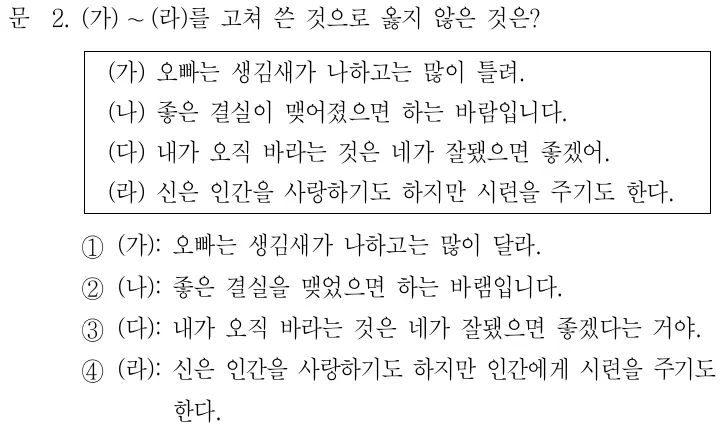 문 2. (가) ~ (라)를 고쳐 쓴 것으로 옳지 않은 것은?
(가) 오빠는 생김새가 나하고는 많이 틀려.
(나) 좋은 결실이 맺어졌으면 하는 바람입니다.
(다) 내가 오직 바라는 것은 네가 잘됐으면 좋겠어.
(라) 신은 인간을 사랑하기도 하지만 시련을 주기도 한다.
① (가): 오빠는 생김새가 나하고는 많이 달라.
② (나): 좋은 결실을 맺었으면 하는 바램입니다.
③ (다): 내가 오직 바라는 것은 네가 잘됐으면 좋겠다는 거야.
④ (라): 신은 인간을 사랑하기도 하지만 인간에게 시련을 주기도
한다.